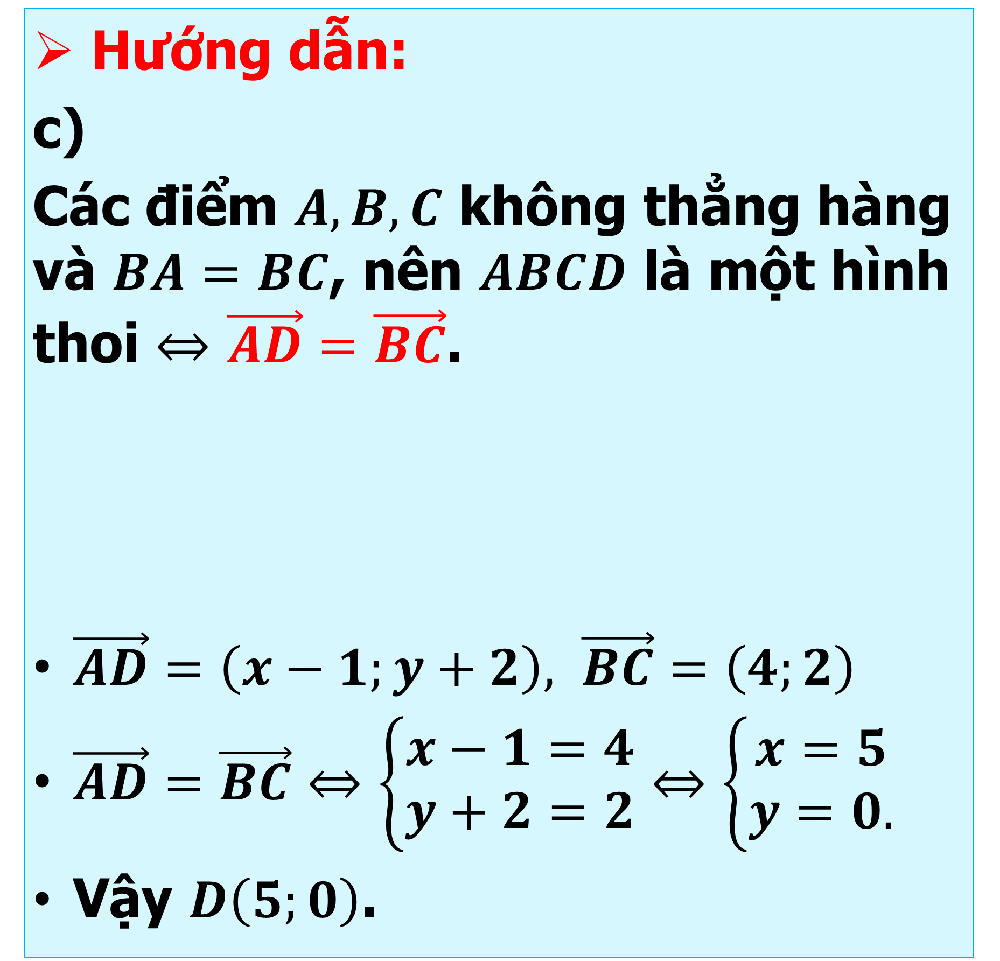 ➢ Hướng dẫn:
c)
Các điểm A, B, C không thẳng hàng
và BA = BC, nên ABCD là một hình
thoi ⇔ $\overrightarrow{AD} = \overrightarrow{BC}$.
• $\overrightarrow{AD} = (x - 1; y + 2),\ \overrightarrow{BC} = (4; 2)$
• $\overrightarrow{AD} = \overrightarrow{BC} \Leftrightarrow \begin{cases} x - 1 = 4 \\ y + 2 = 2 \end{cases} \Leftrightarrow \begin{cases} x = 5 \\ y = 0. \end{cases}$
• Vậy D(5; 0).